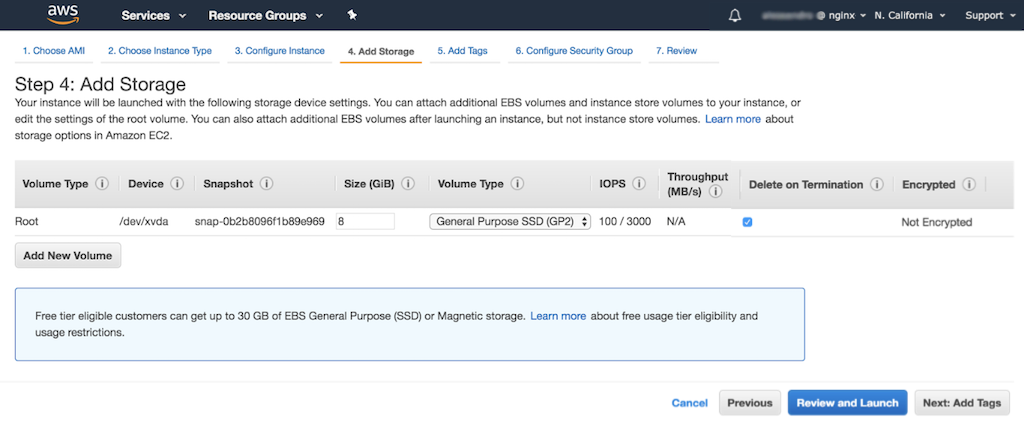 aws Services Resource Groups @ nginx N. California Support
1. Choose AMI 2. Choose Instance Type 3. Configure Instance 4. Add Storage 5. Add Tags 6. Configure Security Group 7. Review
Step 4: Add Storage
Your instance will be launched with the following storage device settings. You can attach additional EBS volumes and instance store volumes to your instance, or
edit the settings of the root volume. You can also attach additional EBS volumes after launching an instance, but not instance store volumes. Learn more about
storage options in Amazon EC2.
Volume Type i Device i Snapshot i Size (GiB) i Volume Type i IOPS i Throughput (MB/s) i Delete on Termination i Encrypted i
Root /dev/xvda snap-0b2b8096f1b89e969 8 General Purpose SSD (GP2) 100 / 3000 N/A Not Encrypted
Add New Volume
Free tier eligible customers can get up to 30 GB of EBS General Purpose (SSD) or Magnetic storage. Learn more about free usage tier eligibility and
usage restrictions.
Cancel Previous Review and Launch Next: Add Tags